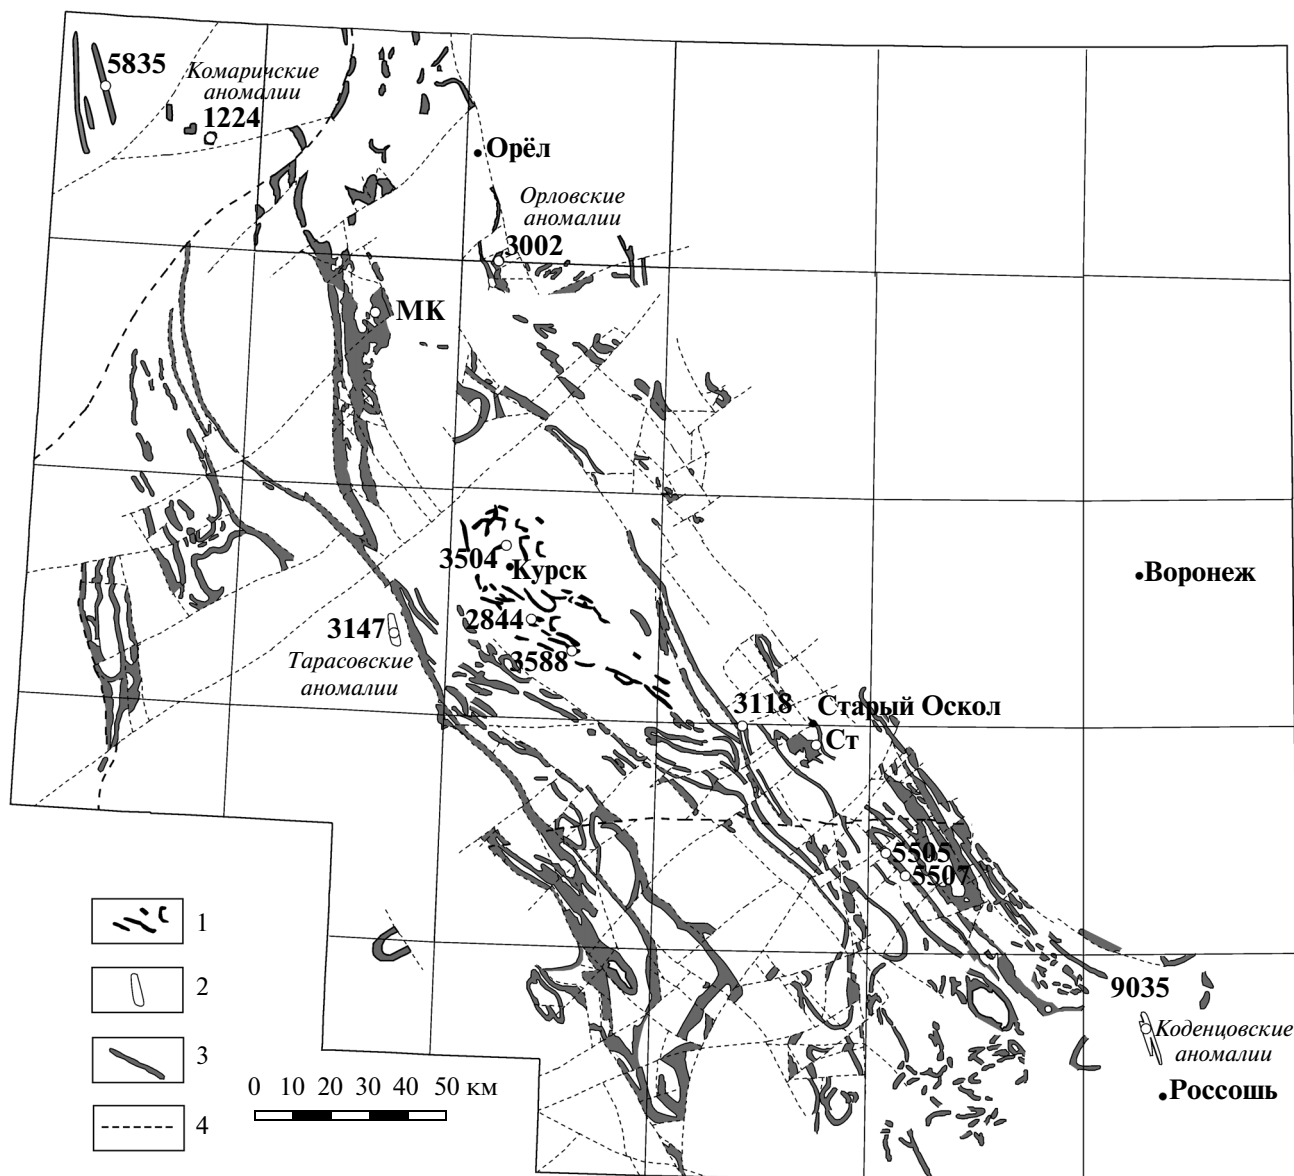 5835
Комаричские
аномалии
1224
Орёл
Орловские
аномалии
3002
МК
3504
Курск
Воронеж
2844
3147
3588
Тарасовские
аномалии
3118
Старый Оскол
Ст
5505
5507
9035
Коденцовские
аномалии
Россошь
1
2
3
4
0 10 20 30 40 50 км